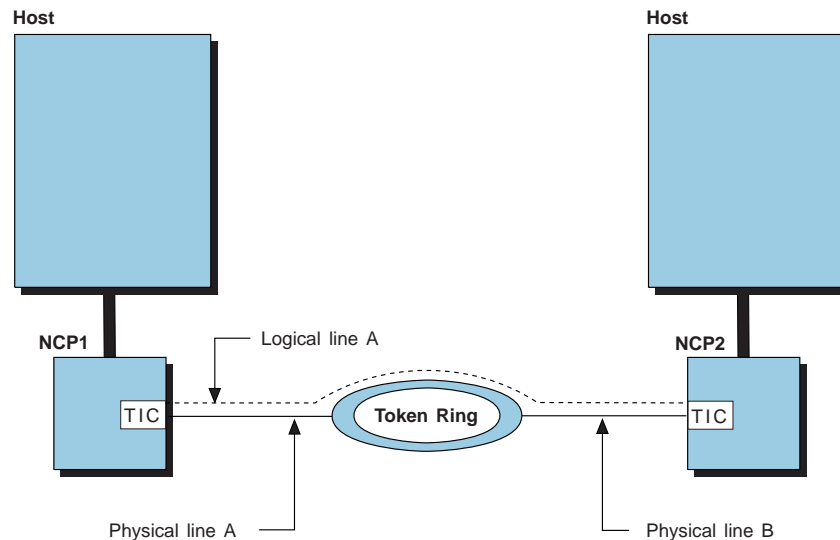 Host
Host
NCP1
Logical line A
NCP2
TIC
Token Ring
TIC
Physical line A
Physical line B